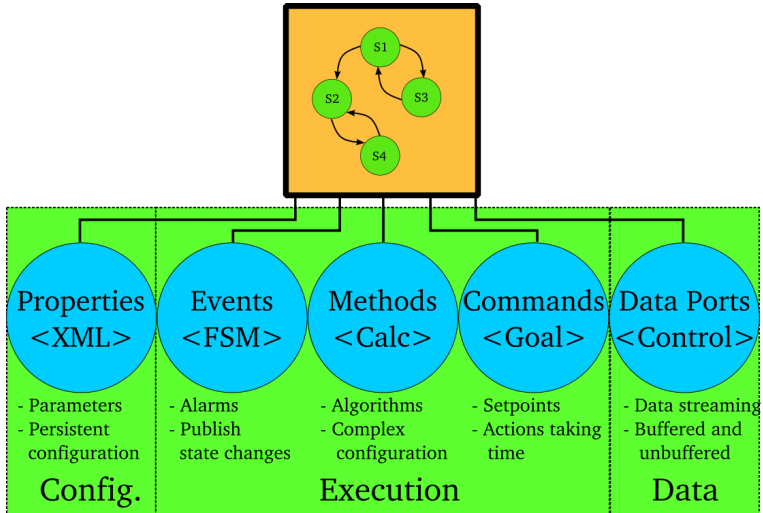 S1
S2
S3
S4
Properties
<XML>
Events
<FSM>
Methods
<Calc>
Commands
<Goal>
Data Ports
<Control>
- Parameters
- Persistent
configuration
- Alarms
- Publish
state changes
- Algorithms
- Complex
configuration
- Setpoints
- Actions taking
time
- Data streaming
- Buffered and
unbuffered
Config.
Execution
Data